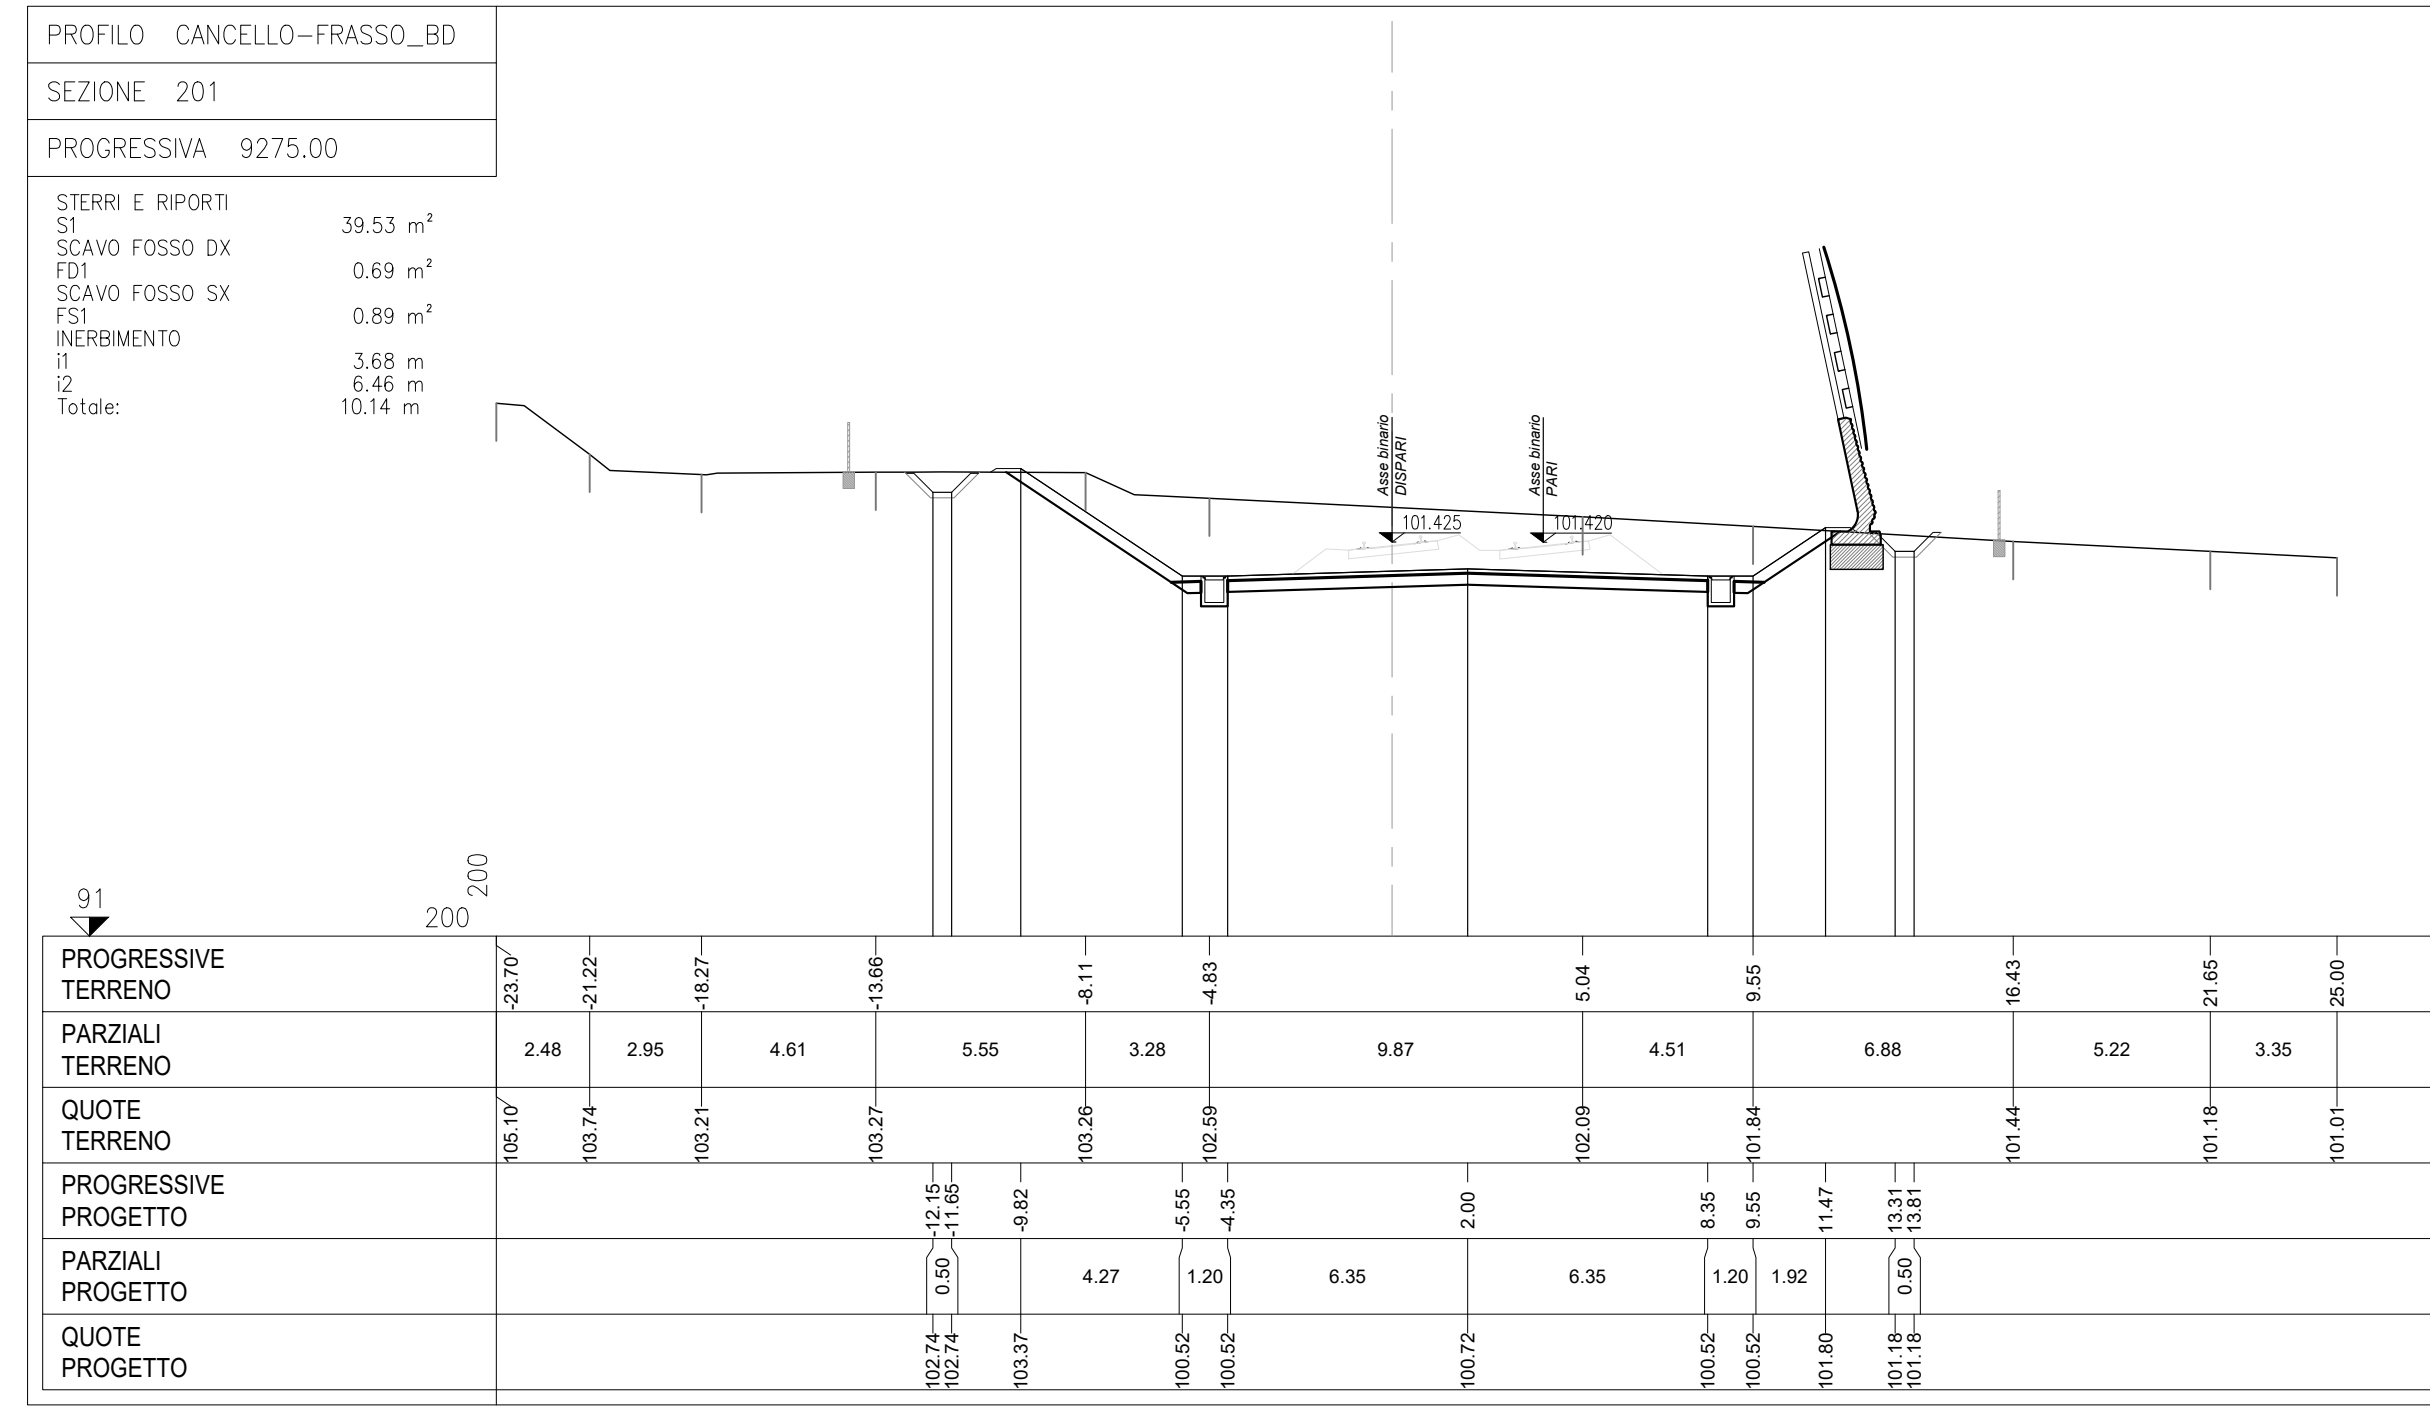 PROFILO CANCELLO-FRASSO_BD
SEZIONE 201
PROGRESSIVA 9275.00
STERRI E RIPORTI
S1 39.53 m²
SCAVO FOSSO DX
FD1 0.69 m²
SCAVO FOSSO SX
FS1 0.89 m²
INERBIMENTO
i1 3.68 m
i2 6.46 m
Totale: 10.14 m
Asse binario
DISPARI
101.425
Asse binario
PARI
101.420
91
200
200
PROGRESSIVE
TERRENO
-23.70 -21.22 -18.27 -13.66 -8.11 -4.83 5.04 9.55 16.43 21.65 25.00
PARZIALI
TERRENO
2.48 2.95 4.61 5.55 3.28 9.87 4.51 6.88 5.22 3.35
QUOTE
TERRENO
105.10 103.74 103.21 103.27 103.26 102.59 102.09 101.84 101.44 101.18 101.01
PROGRESSIVE
PROGETTO
-12.15 -11.65 -9.82 -5.55 -4.35 2.00 8.35 9.55 11.47 13.31 13.81
PARZIALI
PROGETTO
0.50 4.27 1.20 6.35 6.35 1.20 1.92 0.50
QUOTE
PROGETTO
102.74 102.74 103.37 100.52 100.52 100.72 100.52 100.52 101.80 101.18 101.18